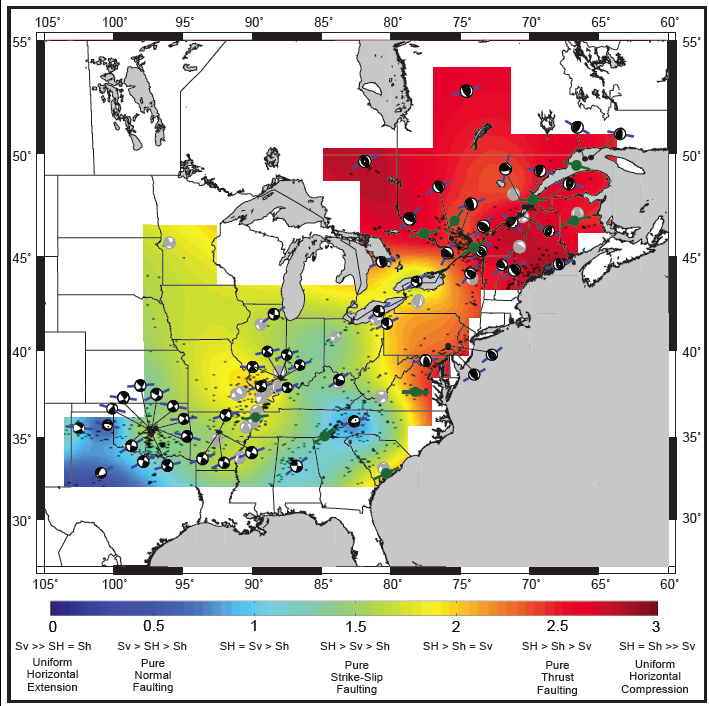 105˚ 100˚ 95˚ 90˚ 85˚ 80˚ 75˚ 70˚ 65˚ 60˚
55˚ 55˚
50˚ 50˚
45˚ 45˚
40˚ 40˚
35˚ 35˚
30˚ 30˚
105˚ 100˚ 95˚ 90˚ 85˚ 80˚ 75˚ 70˚ 65˚ 60˚
0 0.5 1 1.5 2 2.5 3
Sv >> SH = Sh Sv > SH > Sh SH = Sv > Sh SH > Sv > Sh SH > Sh = Sv SH > Sh > Sv SH = Sh >> Sv
Uniform Horizontal Extension
Pure Normal Faulting
Pure Strike-Slip Faulting
Pure Thrust Faulting
Uniform Horizontal Compression